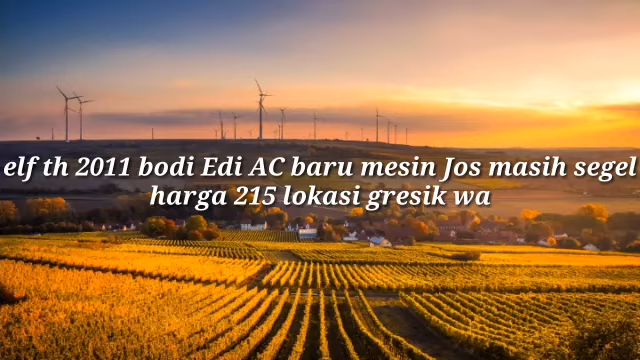 elf th 2011 bodi Edi AC baru mesin Jos masih segel
harga 215 lokasi gresik wa